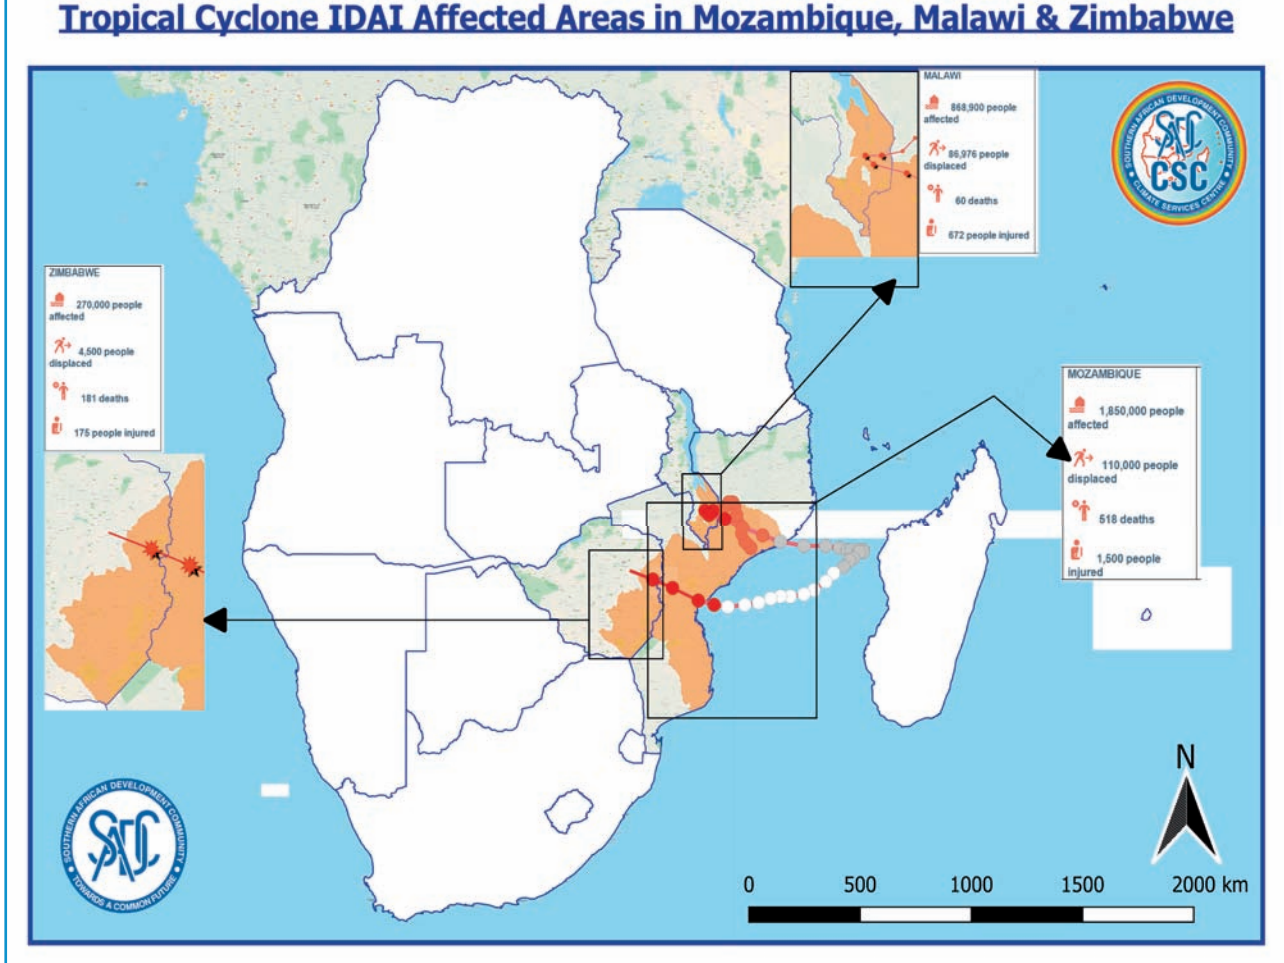 Tropical Cyclone IDAI Affected Areas in Mozambique, Malawi & Zimbabwe
MALAWI
868,900 people
affected
86,976 people
displaced
60 deaths
672 people injured
SOUTHERN AFRICAN DEVELOPMENT COMMUNITY
SADC
CSC
CLIMATE SERVICES CENTRE
ZIMBABWE
270,000 people
affected
4,500 people
displaced
181 deaths
175 people injured
MOZAMBIQUE
1,850,000 people
affected
110,000 people
displaced
518 deaths
1,500 people
injured
SOUTHERN AFRICAN DEVELOPMENT COMMUNITY
SADC
TOWARDS A COMMON FUTURE
N
0 500 1000 1500 2000 km